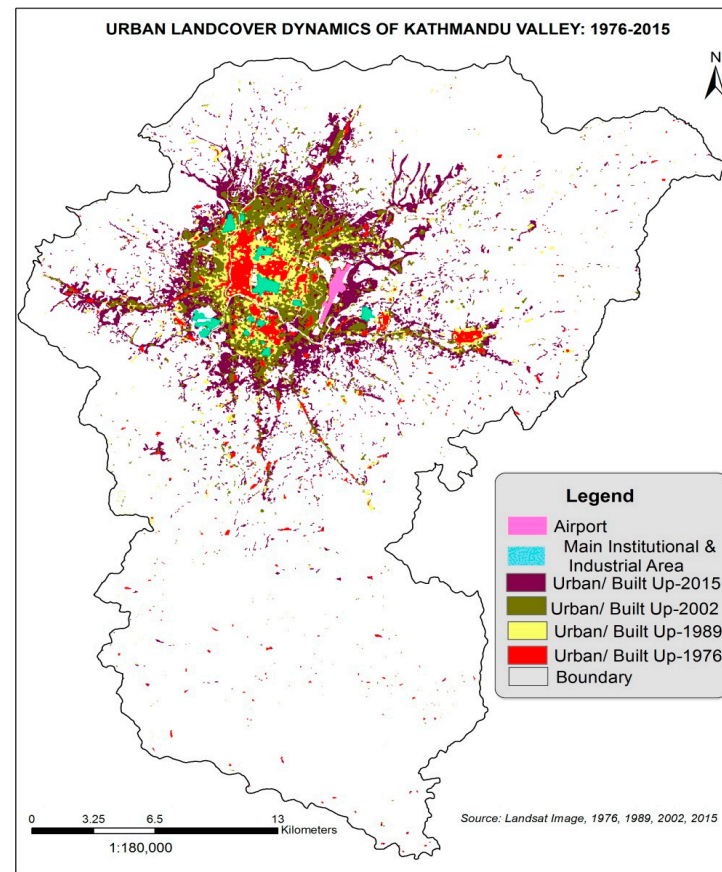 URBAN LANDCOVER DYNAMICS OF KATHMANDU VALLEY: 1976-2015
N
Legend
Airport
Main Institutional &
Industrial Area
Urban/ Built Up-2015
Urban/ Built Up-2002
Urban/ Built Up-1989
Urban/ Built Up-1976
Boundary
0 3.25 6.5 13
Kilometers
1:180,000
Source: Landsat Image, 1976, 1989, 2002, 2015